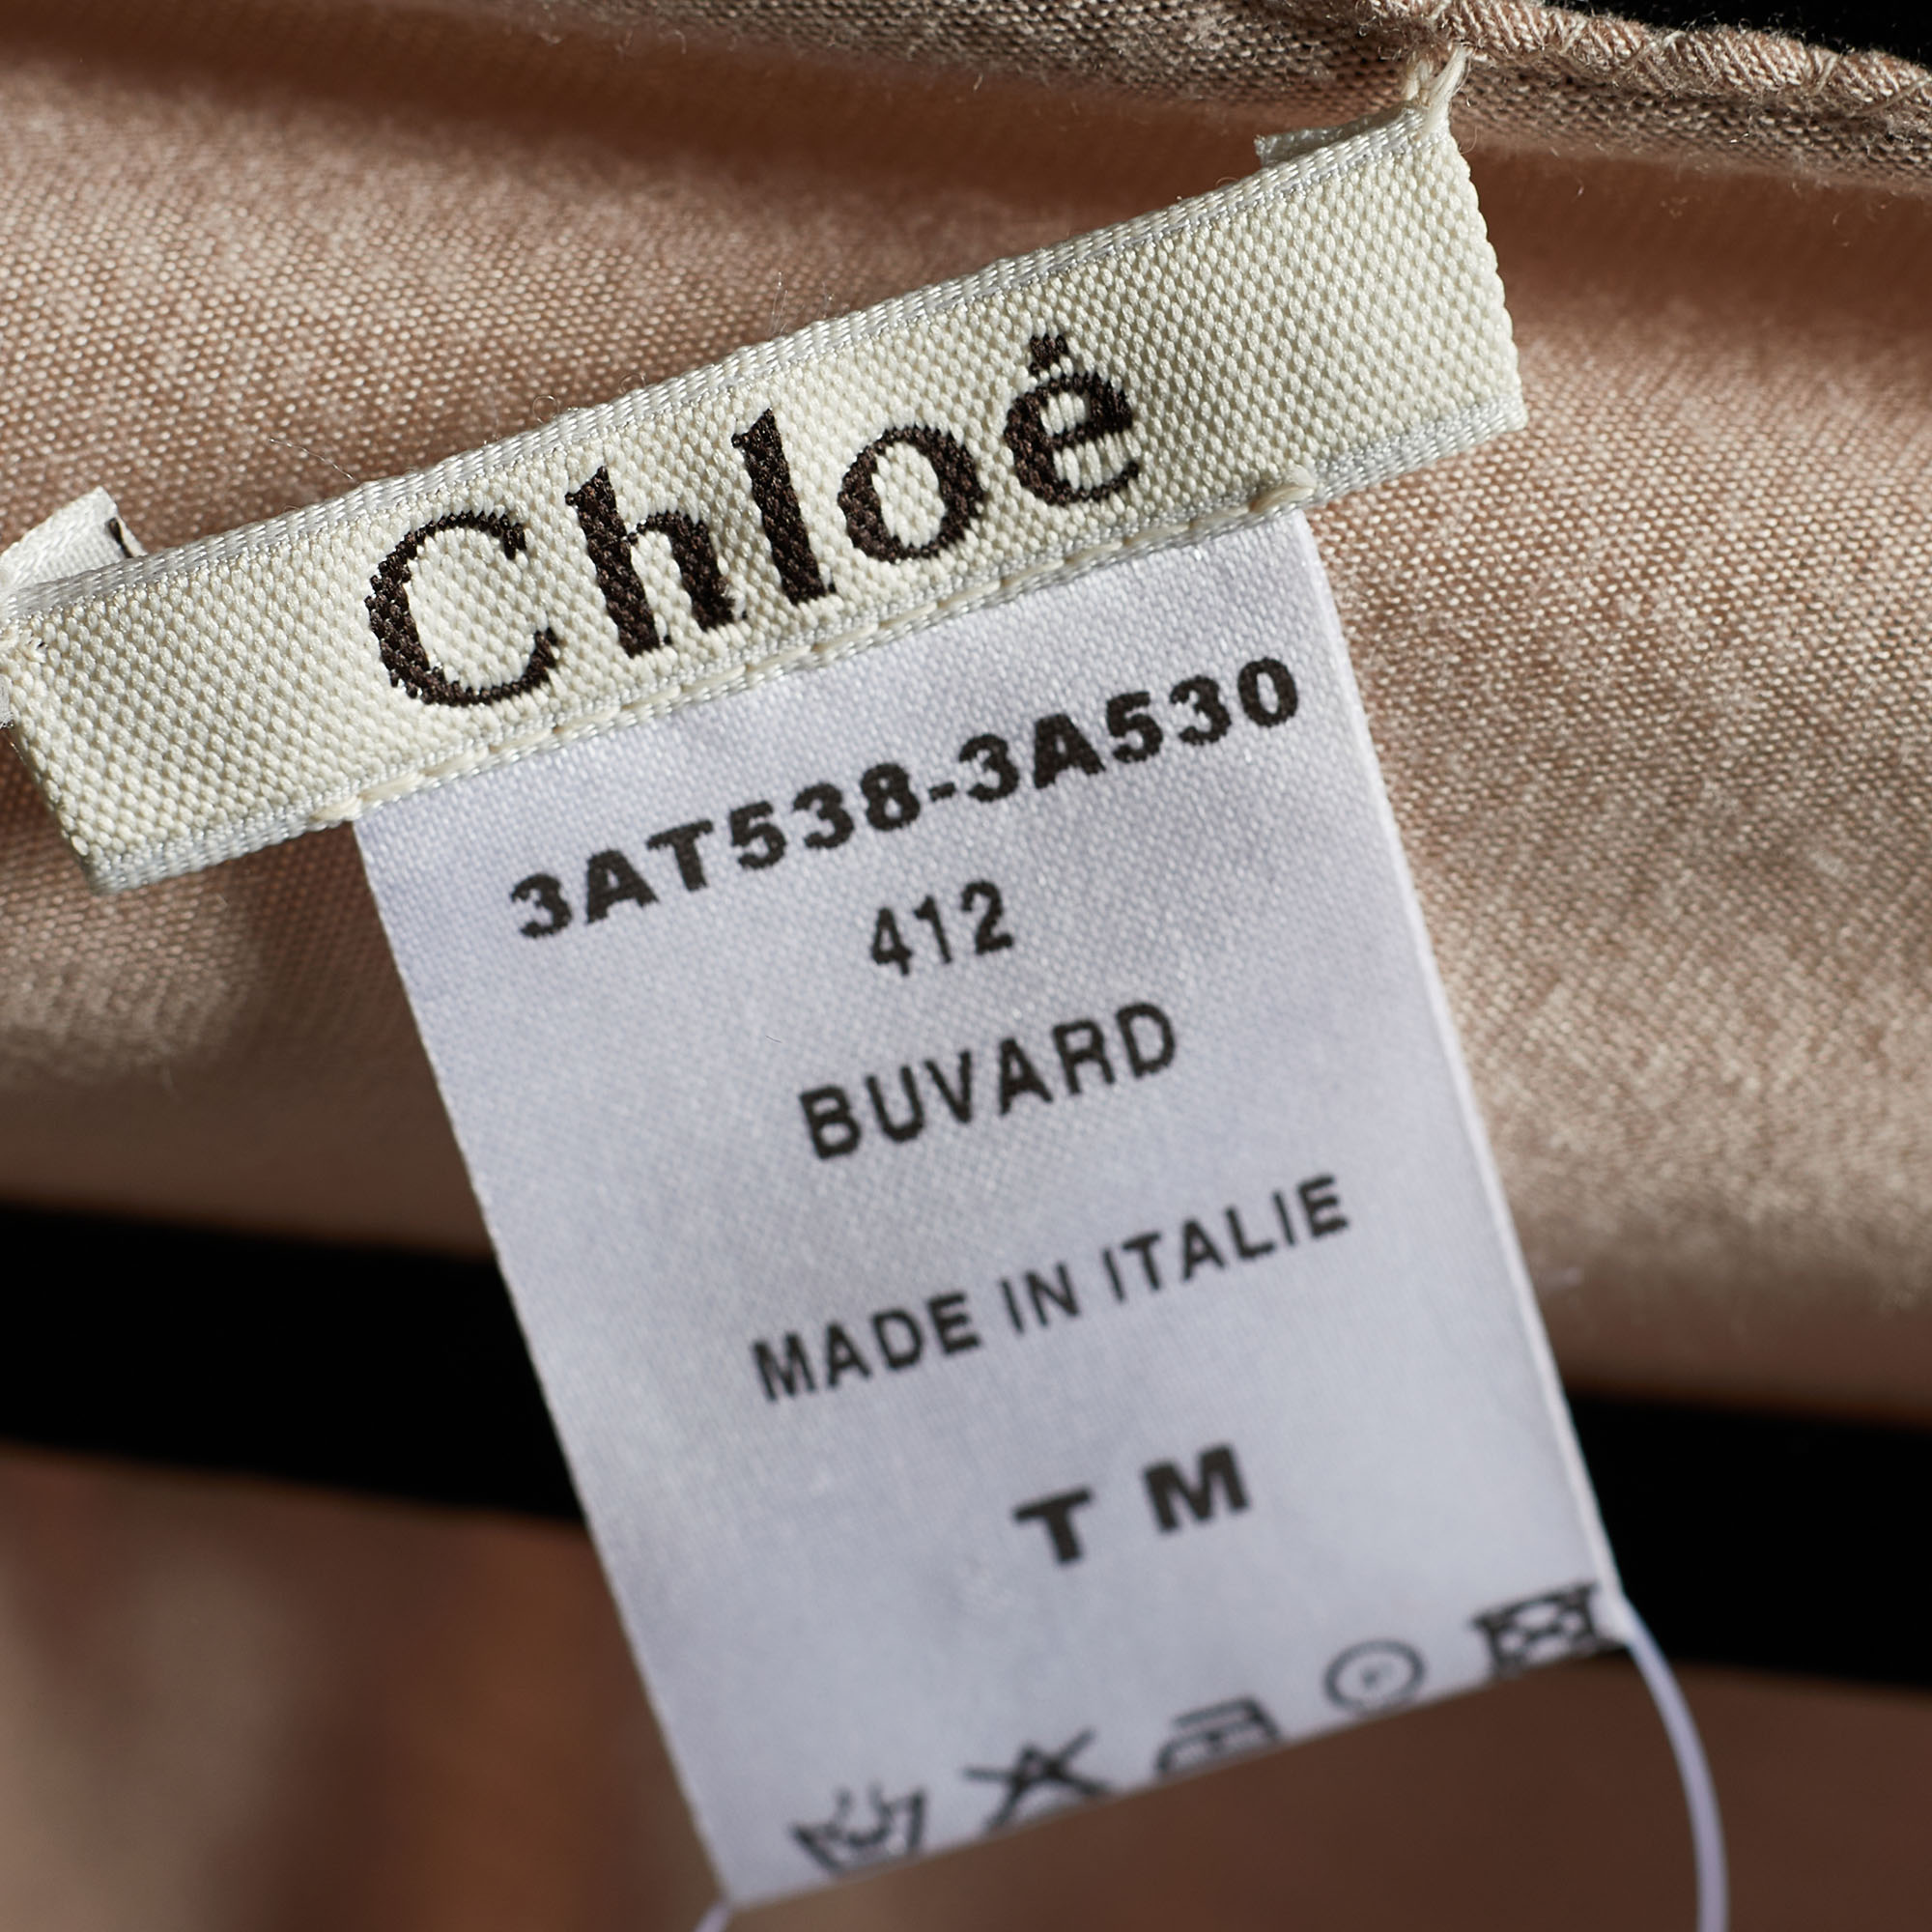 Chloé
3AT538-3A530
412
BUVARD
MADE IN ITALIE
T M